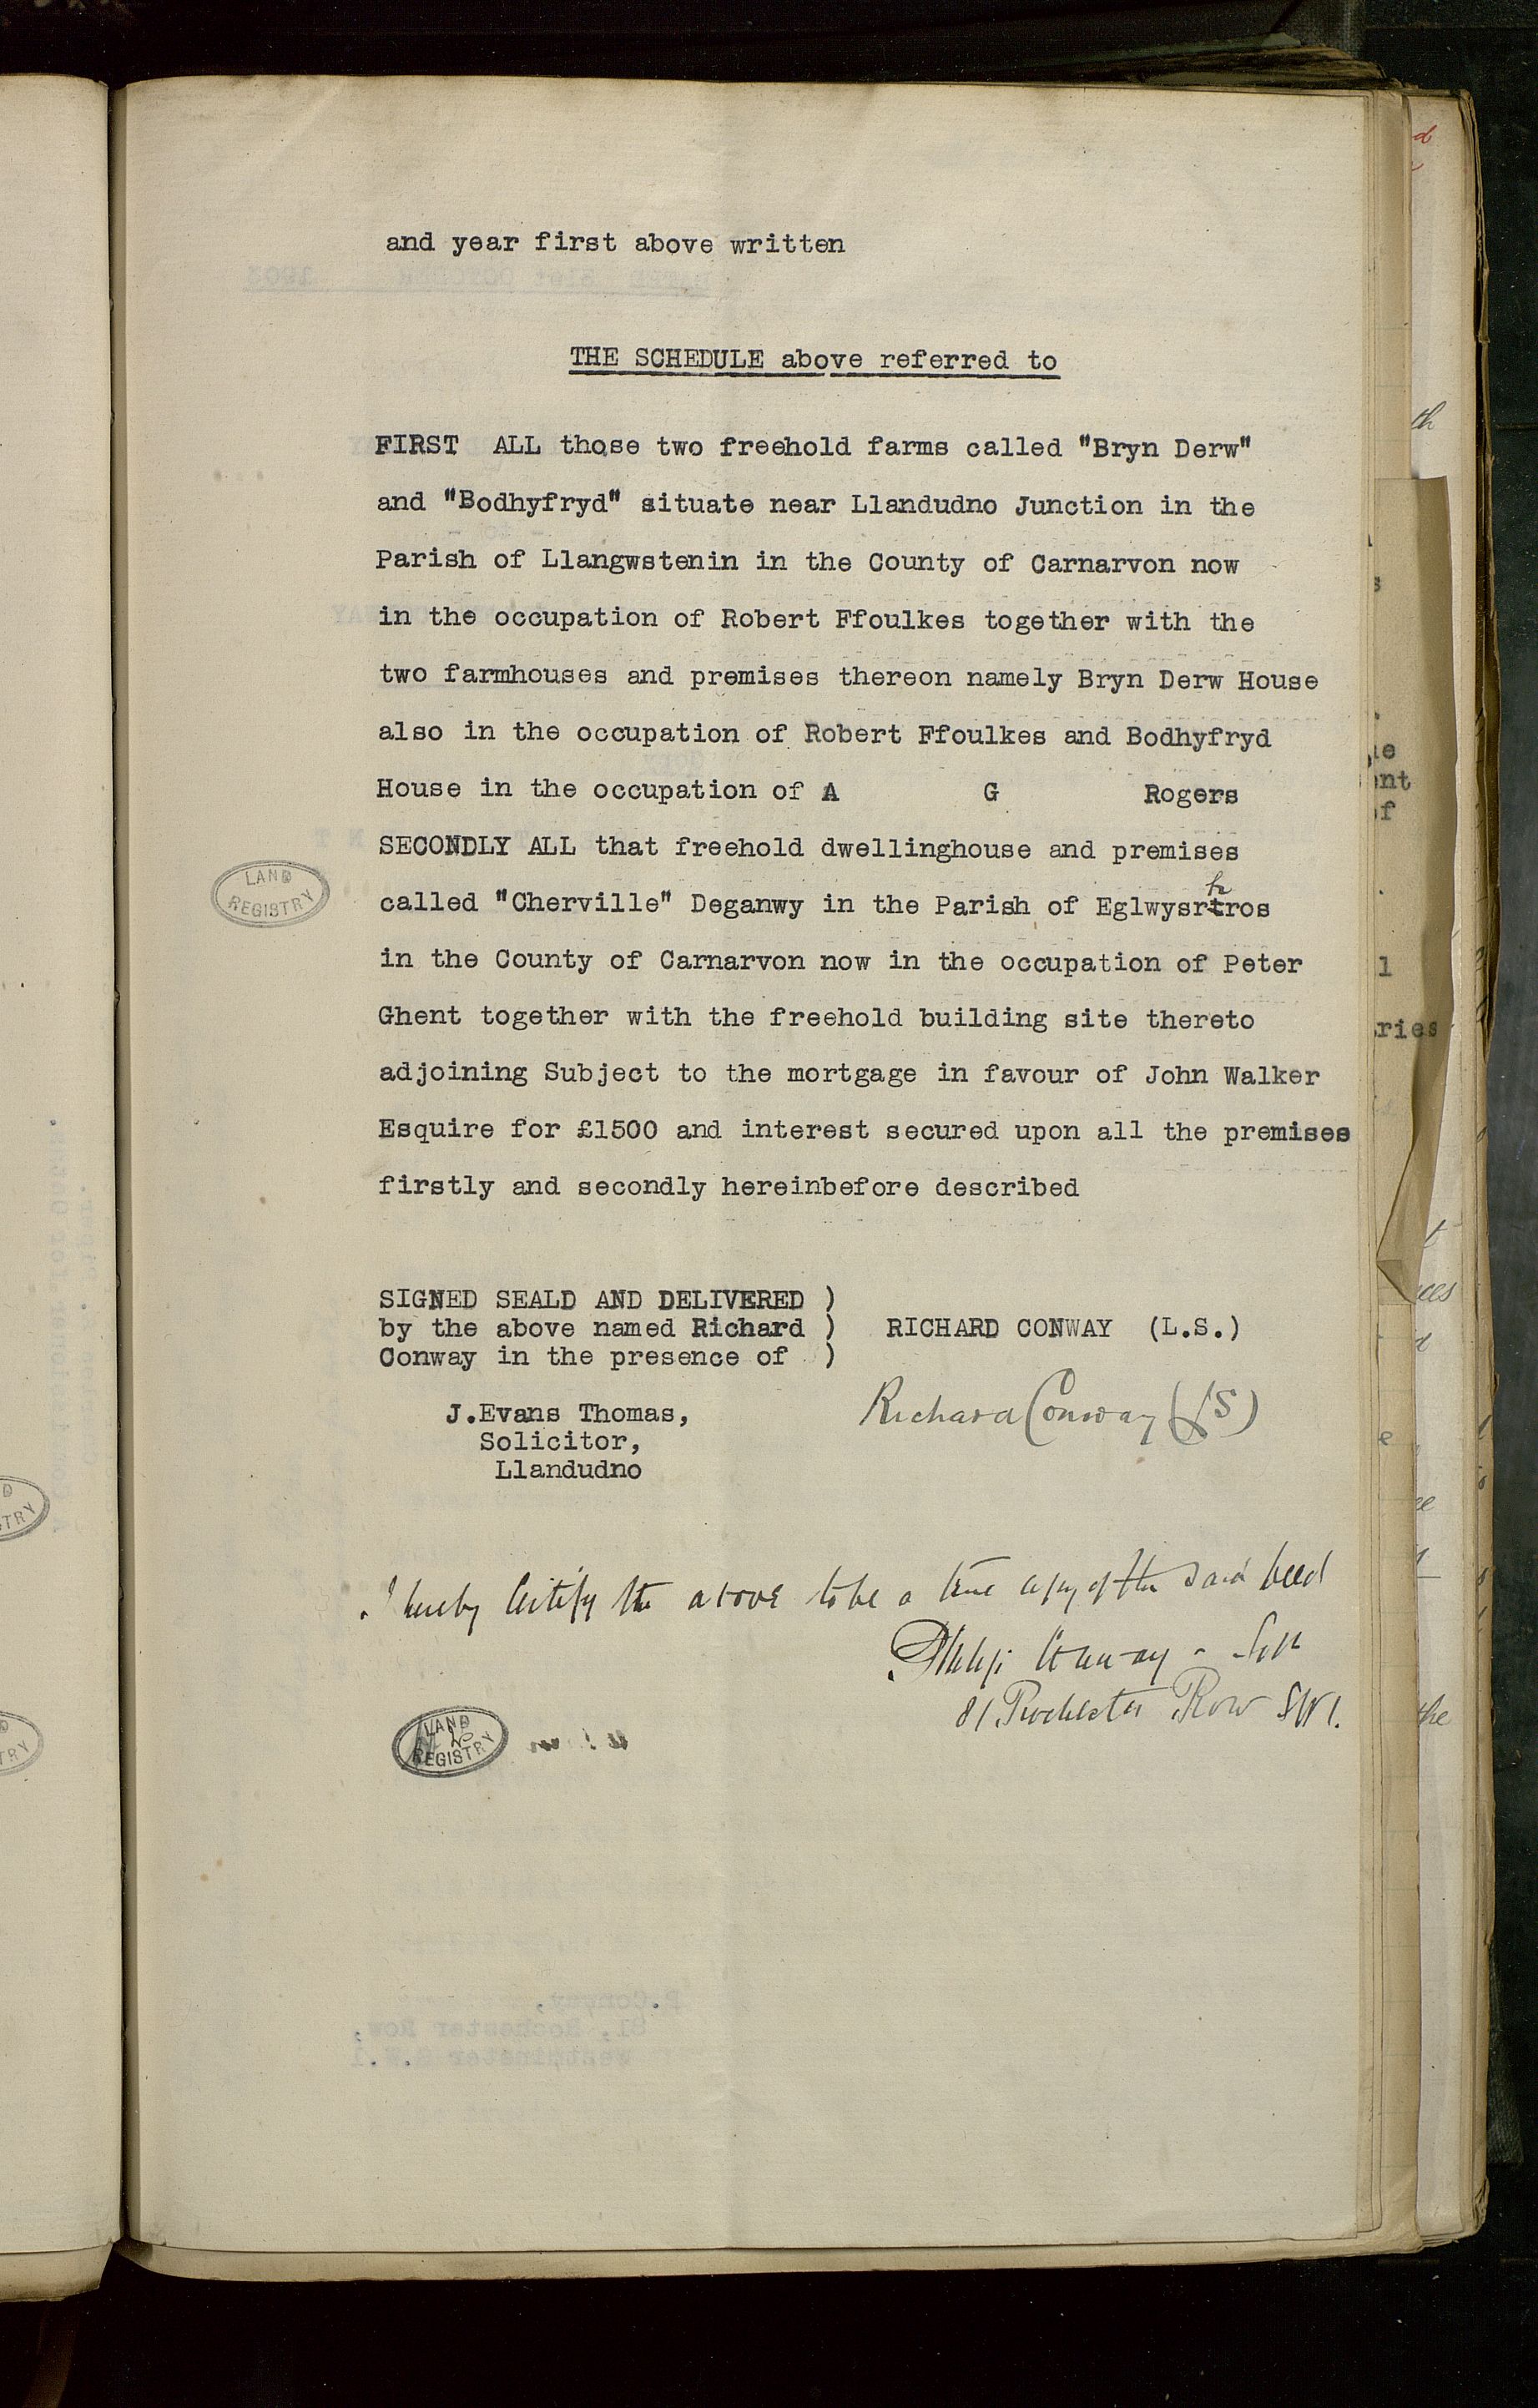 and year first above written
THE SCHEDULE above referred to
FIRST ALL those two freehold farms called "Bryn Derw"
and "Bodhyfryd" situate near Llandudno Junction in the
Parish of Llangwstenin in the County of Carnarvon now
in the occupation of Robert Ffoulkes together with the
two farmhouses and premises thereon namely Bryn Derw House
also in the occupation of Robert Ffoulkes and Bodhyfryd
House in the occupation of A G Rogers
SECONDLY ALL that freehold dwellinghouse and premises
called "Cherville" Deganwy in the Parish of Eglwysrhros
in the County of Carnarvon now in the occupation of Peter
Ghent together with the freehold building site thereto
adjoining Subject to the mortgage in favour of John Walker
Esquire for £1500 and interest secured upon all the premises
firstly and secondly hereinbefore described
SIGNED SEALD AND DELIVERED )
by the above named Richard ) RICHARD CONWAY (L.S.)
Conway in the presence of )
Richard Conway (LS)
J.Evans Thomas,
Solicitor,
Llandudno
I hereby Certify the above to be a true copy of the said deed
Philip Conway - Solr
81 Rochester Row SW1.
LAND REGISTRY
LAND REGISTRY